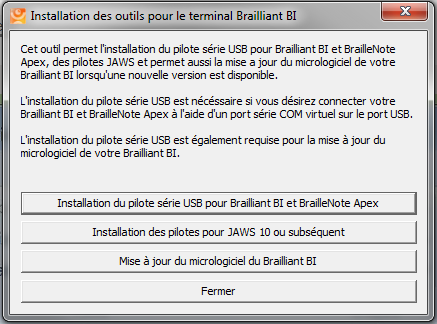 Installation des outils pour le terminal Brailliant BI
Cet outil permet l'installation du pilote série USB pour Brailliant BI et BrailleNote
Apex, des pilotes JAWS et permet aussi la mise a jour du micrologiciel de votre
Brailliant BI lorsqu'une nouvelle version est disponible.
L'installation du pilote série USB est nécéssaire si vous désirez connecter votre
Brailliant BI et BrailleNote Apex à l'aide d'un port série COM virtuel sur le port USB.
L'installation du pilote série USB est également requise pour la mise à jour du
micrologiciel de votre Brailliant BI.
Installation du pilote série USB pour Brailliant BI et BrailleNote Apex
Installation des pilotes pour JAWS 10 ou subséquent
Mise à jour du micrologiciel du Brailliant BI
Fermer